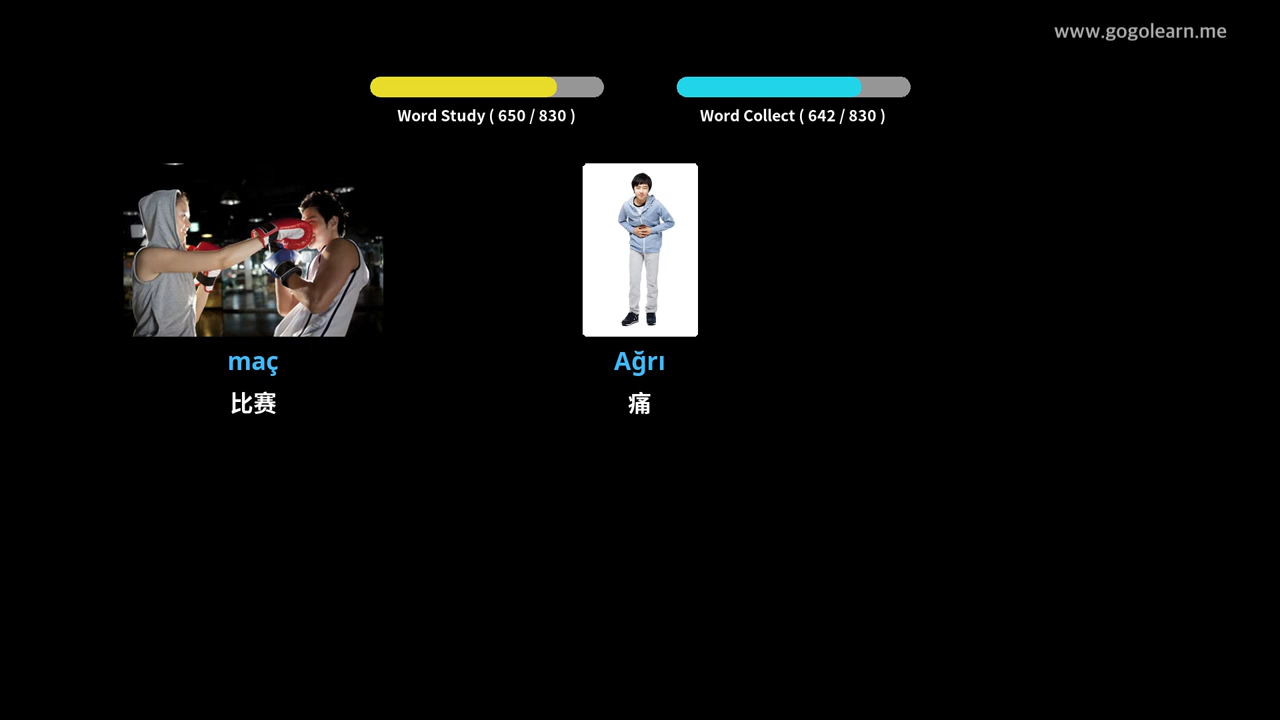 www.gogolearn.me
Word Study ( 650 / 830 )
Word Collect ( 642 / 830 )
maç
比赛
Ağrı
痛